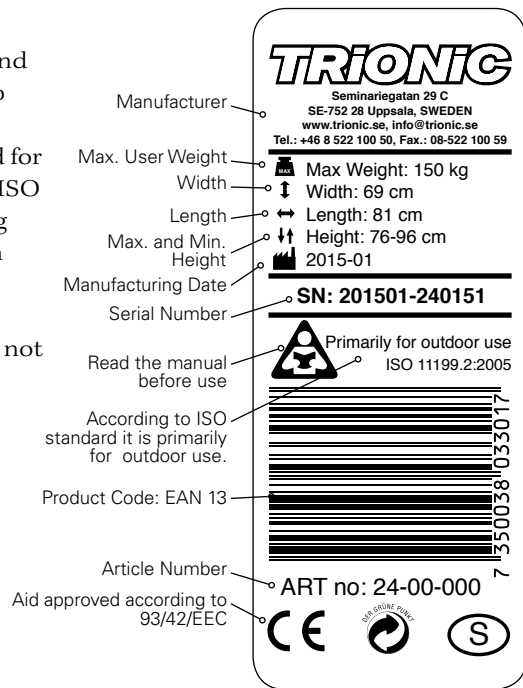 nd
d for
ISO
g
not
Manufacturer
Max. User Weight
Width
Length
Max. and Min.
Height
Manufacturing Date
Serial Number
Read the manual
before use
According to ISO
standard it is primarily
for outdoor use.
Product Code: EAN 13
Article Number
Aid approved according to
93/42/EEC
TRIONIC
Seminariegatan 29 C
SE-752 28 Uppsala, SWEDEN
www.trionic.se, info@trionic.se
Tel.: +46 8 522 100 50, Fax.: 08-522 100 59
MAX Max Weight: 150 kg
Width: 69 cm
Length: 81 cm
Height: 76-96 cm
2015-01
SN: 201501-240151
Primarily for outdoor use
ISO 11199.2:2005
7 350038 033017
ART no: 24-00-000
CE
DER GRÜNE PUNKT
S